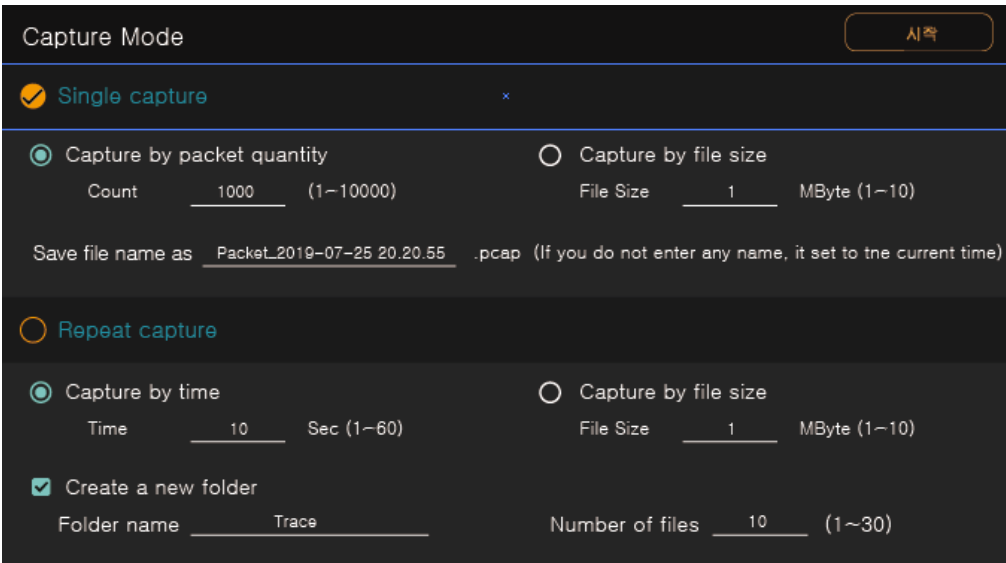 Capture Mode 시작
Single capture ×
Capture by packet quantity Capture by file size
Count 1000 (1~10000) File Size 1 MByte (1~10)
Save file name as Packet_2019-07-25 20.20.55 .pcap (If you do not enter any name, it set to tne current time)
Repeat capture
Capture by time Capture by file size
Time 10 Sec (1~60) File Size 1 MByte (1~10)
Create a new folder
Folder name Trace Number of files 10 (1~30)